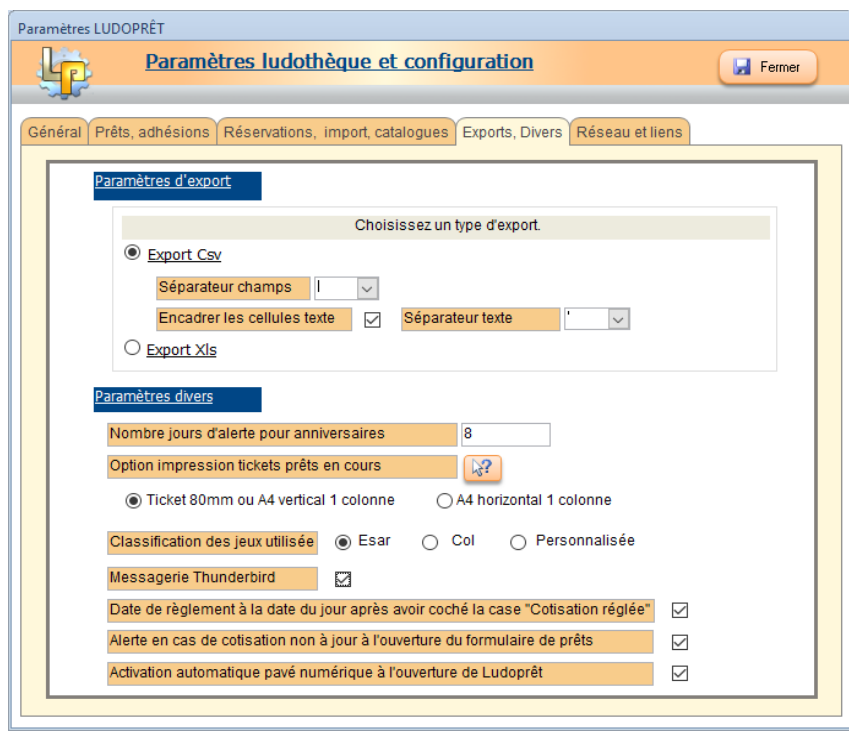 Paramètres LUDOPRÊT
LP
Paramètres ludothèque et configuration
Fermer
Général Prêts, adhésions Réservations, import, catalogues Exports, Divers Réseau et liens
Paramètres d'export
Choisissez un type d'export.
Export Csv
Séparateur champs |
Encadrer les cellules texte Séparateur texte '
Export Xls
Paramètres divers
Nombre jours d'alerte pour anniversaires 8
Option impression tickets prêts en cours ?
Ticket 80mm ou A4 vertical 1 colonne A4 horizontal 1 colonne
Classification des jeux utilisée Esar Col Personnalisée
Messagerie Thunderbird
Date de règlement à la date du jour après avoir coché la case "Cotisation réglée"
Alerte en cas de cotisation non à jour à l'ouverture du formulaire de prêts
Activation automatique pavé numérique à l'ouverture de Ludoprêt